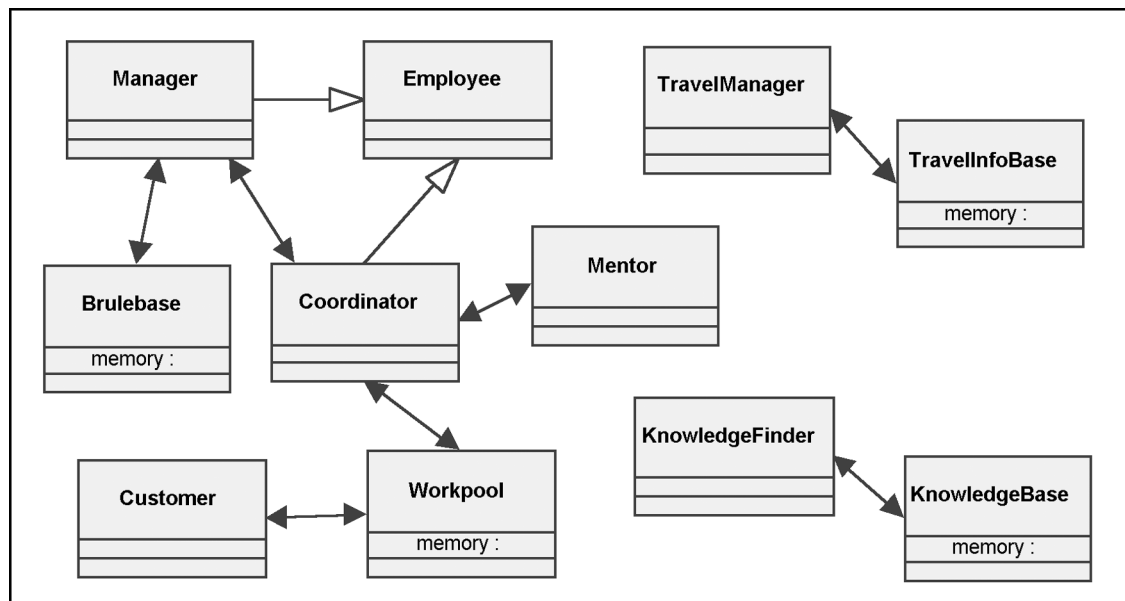 Manager
Employee
TravelManager
TravelInfoBase
memory :
Mentor
Brulebase
memory :
Coordinator
KnowledgeFinder
Customer
Workpool
memory :
KnowledgeBase
memory :